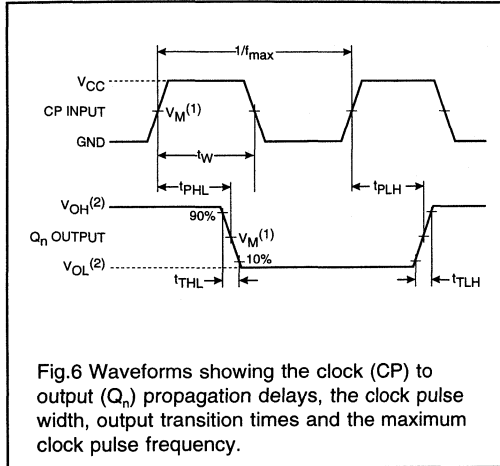 1/fmax
VCC
CP INPUT
VM(1)
GND
tW
tPHL
tPLH
VOH(2)
90%
Qn OUTPUT
VM(1)
VOL(2)
10%
tTHL
tTLH
Fig.6 Waveforms showing the clock (CP) to
output (Qn) propagation delays, the clock pulse
width, output transition times and the maximum
clock pulse frequency.